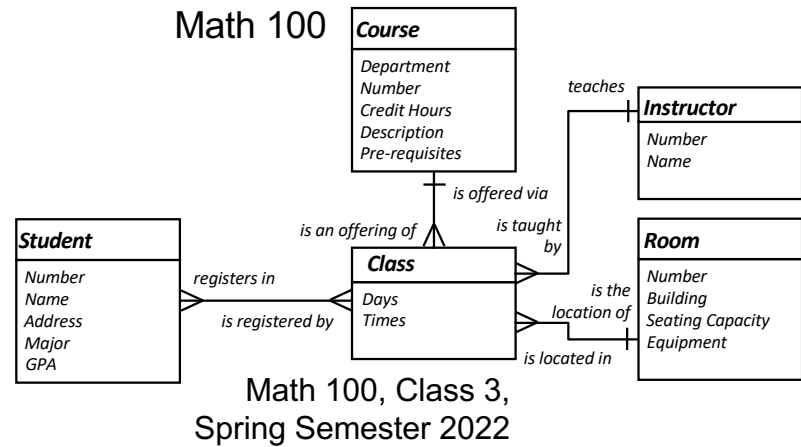 Math 100
Course
Department
Number
Credit Hours
Description
Pre-requisites
teaches
Instructor
Number
Name
is offered via
is an offering of
is taught
by
Student
Number
Name
Address
Major
GPA
registers in
is registered by
Class
Days
Times
is the
location of
is located in
Room
Number
Building
Seating Capacity
Equipment
Math 100, Class 3,
Spring Semester 2022